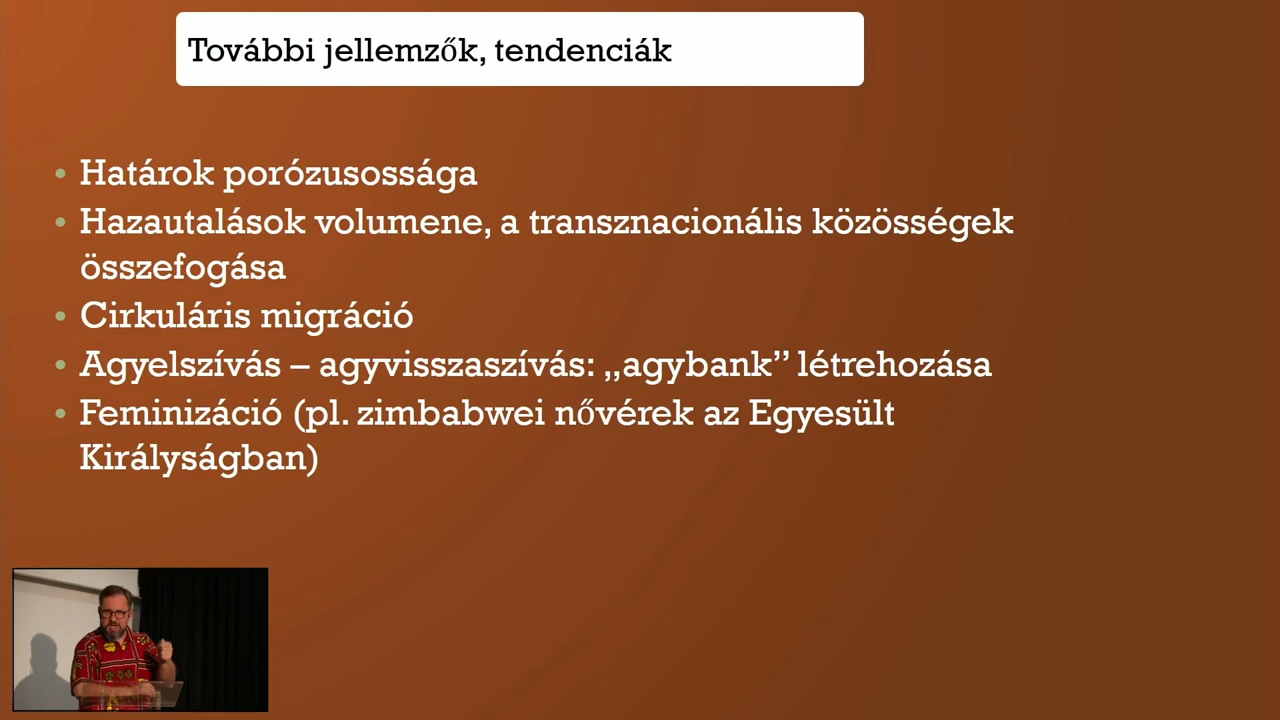 További jellemzők, tendenciák
• Határok porózusossága
• Hazautalások volumene, a transznacionális közösségek
összefogása
• Cirkuláris migráció
• Agyelszívás – agyvisszaszívás: „agybank” létrehozása
• Feminizáció (pl. zimbabwei nővérek az Egyesült
Királyságban)